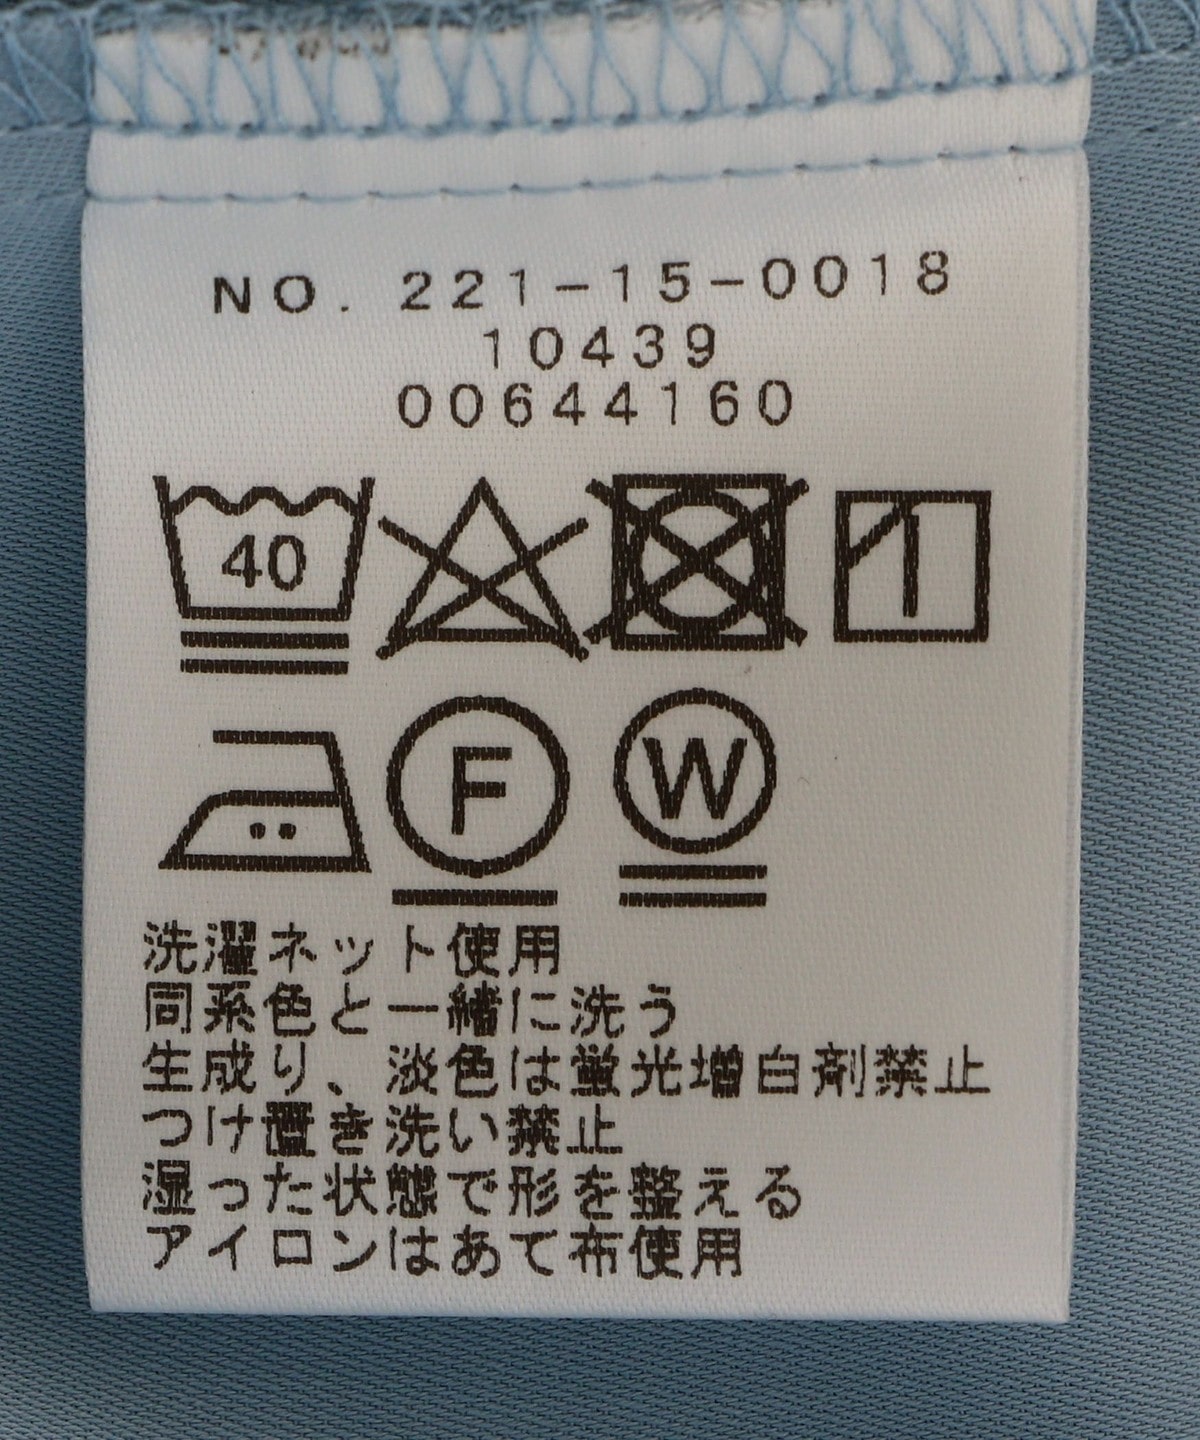 NO. 221-15-0018
10439
00644160
40
F W
洗濯ネット使用
同系色と一緒に洗う
生成り、淡色は蛍光増白剤禁止
つけ置き洗い禁止
湿った状態で形を整える
アイロンはあて布使用